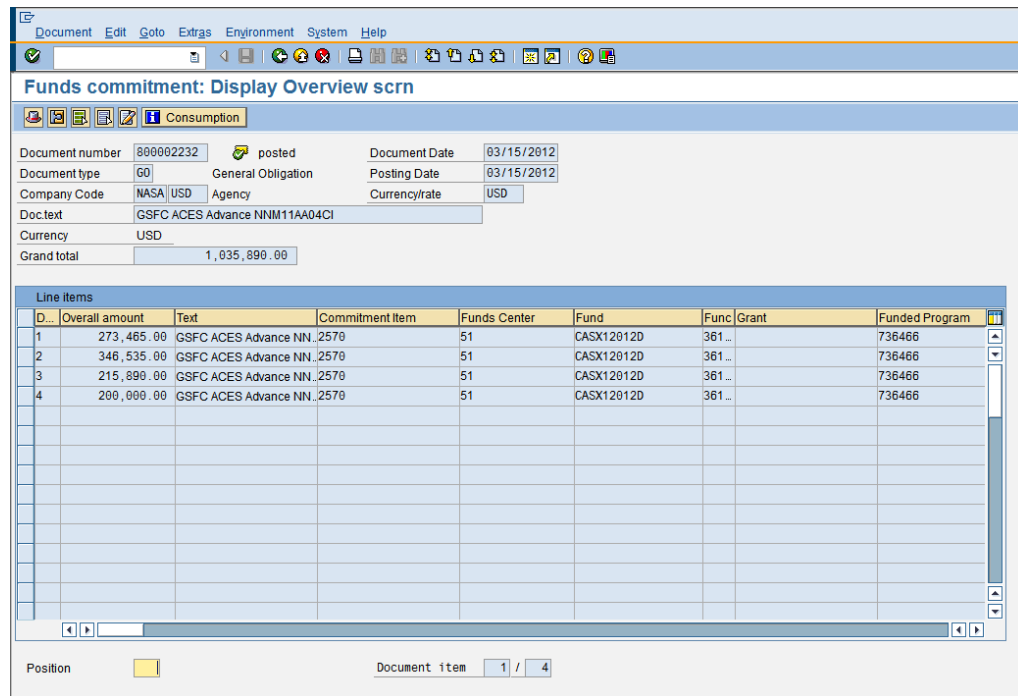 Document Edit Goto Extras Environment System Help
Funds commitment: Display Overview scrn
Consumption
Document number 800002232 posted Document Date 03/15/2012
Document type GO General Obligation Posting Date 03/15/2012
Company Code NASA USD Agency Currency/rate USD
Doc.text GSFC ACES Advance NNM11AA04CI
Currency USD
Grand total 1,035,890.00
Line items
D... Overall amount Text Commitment Item Funds Center Fund Func Grant Funded Program
1 273,465.00 GSFC ACES Advance NN.. 2570 51 CASX12012D 361... 736466
2 346,535.00 GSFC ACES Advance NN.. 2570 51 CASX12012D 361... 736466
3 215,890.00 GSFC ACES Advance NN.. 2570 51 CASX12012D 361... 736466
4 200,000.00 GSFC ACES Advance NN.. 2570 51 CASX12012D 361... 736466
Position Document item 1 / 4